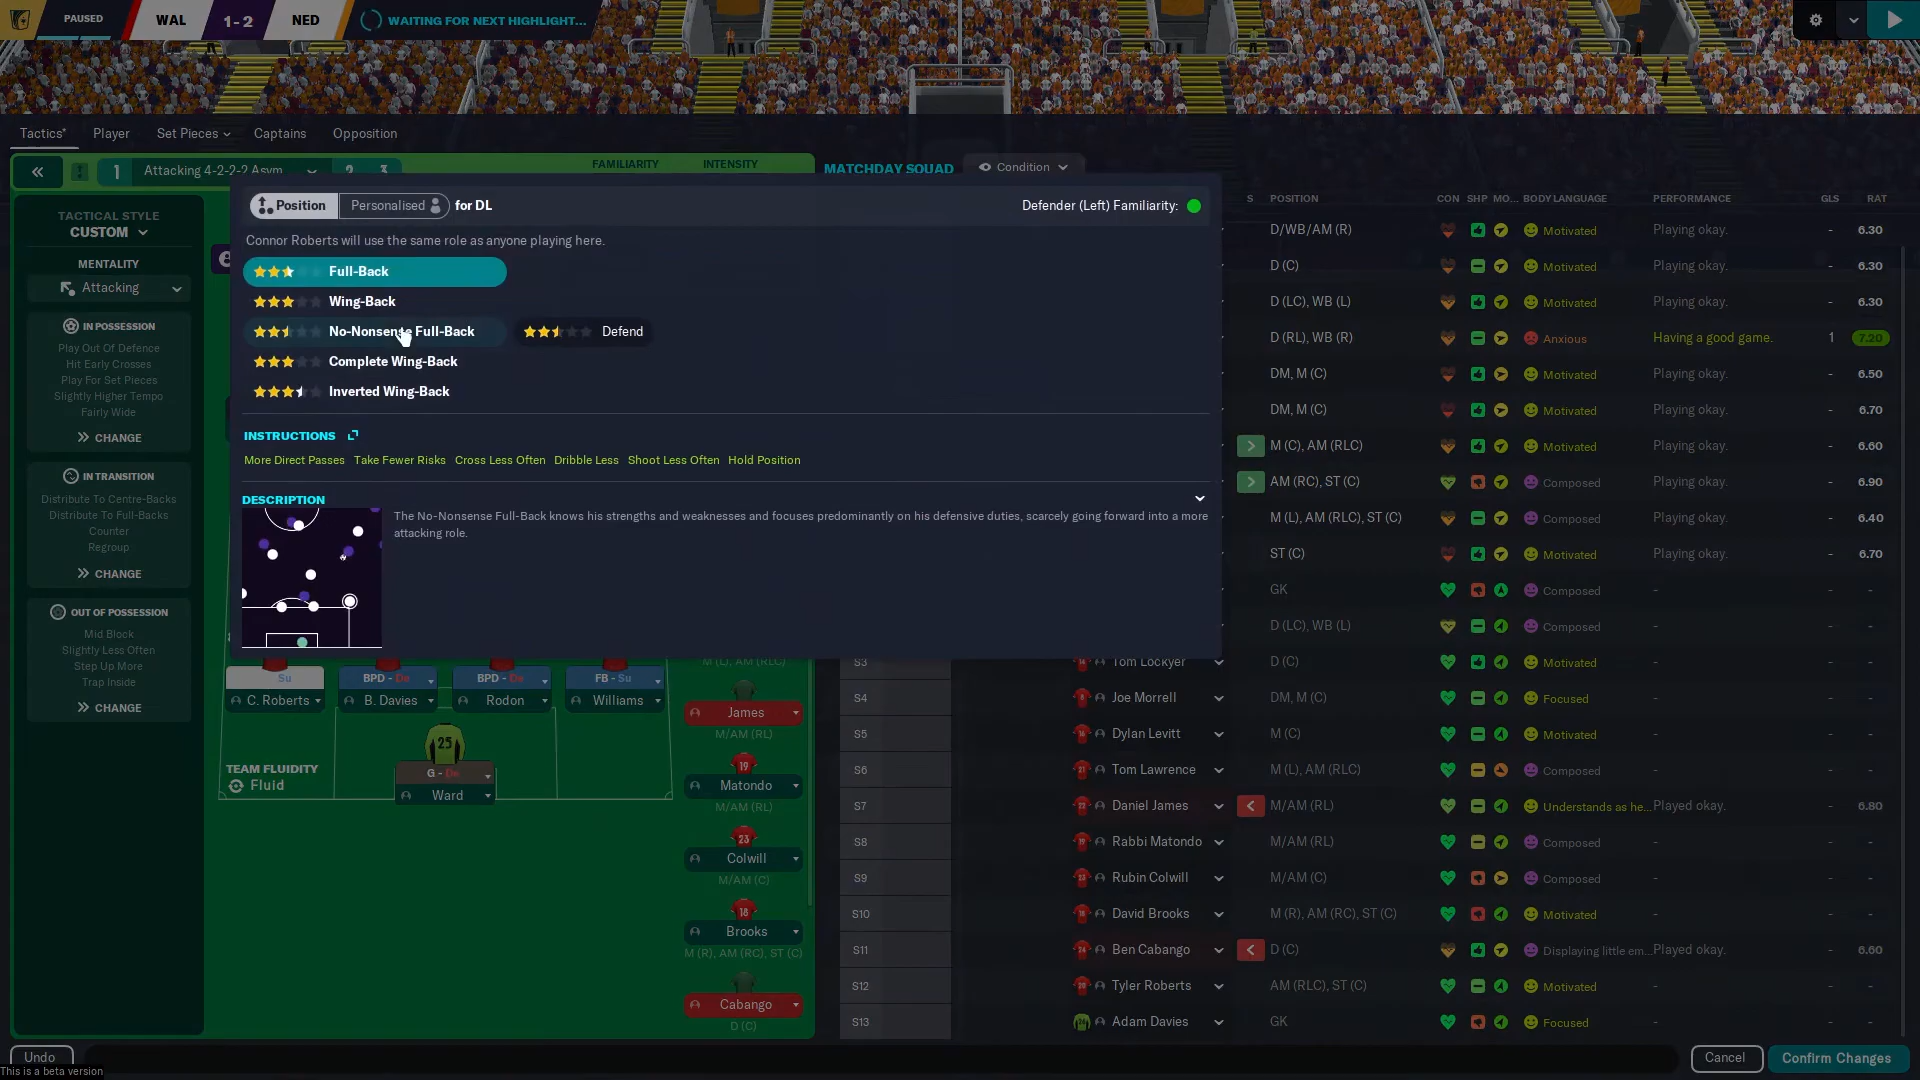 PAUSED WAL 1 - 2 NED WAITING FOR NEXT HIGHLIGHT...
Tactics* Player Set Pieces Captains Opposition
1 Attacking 4-2-2-2 Asym 2 3 FAMILIARITY INTENSITY
MATCHDAY SQUAD Condition
TACTICAL STYLE
CUSTOM
MENTALITY
Attacking
IN POSSESSION
Play Out Of Defence
Hit Early Crosses
Play For Set Pieces
Slightly Higher Tempo
Fairly Wide
CHANGE
IN TRANSITION
Distribute To Centre-Backs
Distribute To Full-Backs
Counter
Regroup
CHANGE
OUT OF POSSESSION
Mid Block
Slightly Less Often
Step Up More
Trap Inside
CHANGE
Position Personalised for DL Defender (Left) Familiarity:
Connor Roberts will use the same role as anyone playing here.
Full-Back
Wing-Back
No-Nonsense Full-Back Defend
Complete Wing-Back
Inverted Wing-Back
INSTRUCTIONS
More Direct Passes Take Fewer Risks Cross Less Often Dribble Less Shoot Less Often Hold Position
DESCRIPTION
The No-Nonsense Full-Back knows his strengths and weaknesses and focuses predominantly on his defensive duties, scarcely going forward into a more
attacking role.
Su BPD - De BPD - De FB - Su
C. Roberts B. Davies Rodon Williams
25
G - De
Ward
TEAM FLUIDITY
Fluid
M (L), AM (RLC)
James
M/AM (RL)
19
Matondo
M/AM (RL)
23
Colwill
M/AM (C)
18
Brooks
M (R), AM (RC), ST (C)
Cabango
D (C)
S POSITION CON SHP MO... BODY LANGUAGE PERFORMANCE GLS RAT
D/WB/AM (R) Motivated Playing okay. - 6.30
D (C) Motivated Playing okay. - 6.30
D (LC), WB (L) Motivated Playing okay. - 6.30
D (RL), WB (R) Anxious Having a good game. 1 7.20
DM, M (C) Motivated Playing okay. - 6.50
DM, M (C) Motivated Playing okay. - 6.70
M (C), AM (RLC) Motivated Playing okay. - 6.60
AM (RC), ST (C) Composed Playing okay. - 6.90
M (L), AM (RLC), ST (C) Composed Playing okay. - 6.40
ST (C) Motivated Playing okay. - 6.70
GK Composed - - -
D (LC), WB (L) Composed - - -
S3 Tom Lockyer D (C) Motivated - - -
S4 Joe Morrell DM, M (C) Focused - - -
S5 Dylan Levitt M (C) Motivated - - -
S6 Tom Lawrence M (L), AM (RLC) Composed - - -
S7 Daniel James M/AM (RL) Understands as he... Played okay. - 6.80
S8 Rabbi Matondo M/AM (RL) Composed - - -
S9 Rubin Colwill M/AM (C) Composed - - -
S10 David Brooks M (R), AM (RC), ST (C) Motivated - - -
S11 Ben Cabango D (C) Displaying little em... Played okay. - 6.60
S12 Tyler Roberts AM (RLC), ST (C) Motivated - - -
S13 Adam Davies GK Focused - - -
Undo Cancel Confirm Changes
This is a beta version